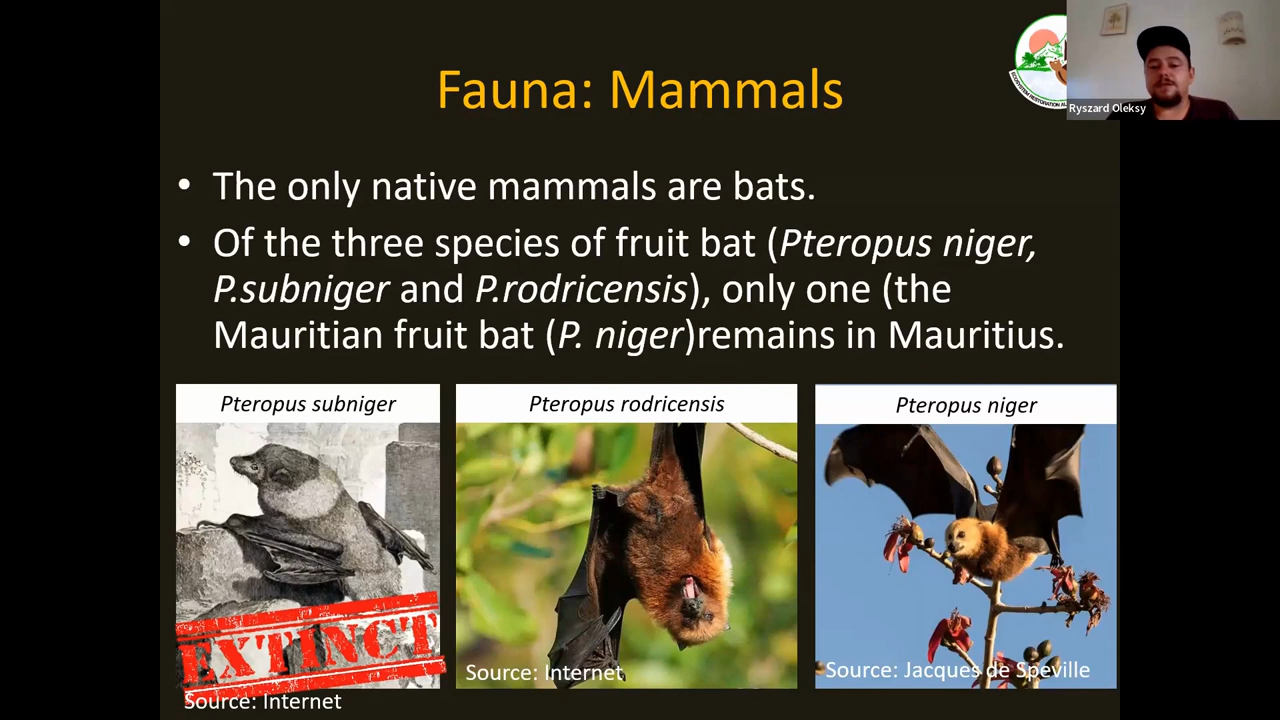 Fauna: Mammals
Ryszard Oleksy
• The only native mammals are bats.
• Of the three species of fruit bat (Pteropus niger,
P.subniger and P.rodricensis), only one (the
Mauritian fruit bat (P. niger)remains in Mauritius.
Pteropus subniger
Pteropus rodricensis
Pteropus niger
EXTINCT
Source: Internet
Source: Internet
Source: Jacques de Speville